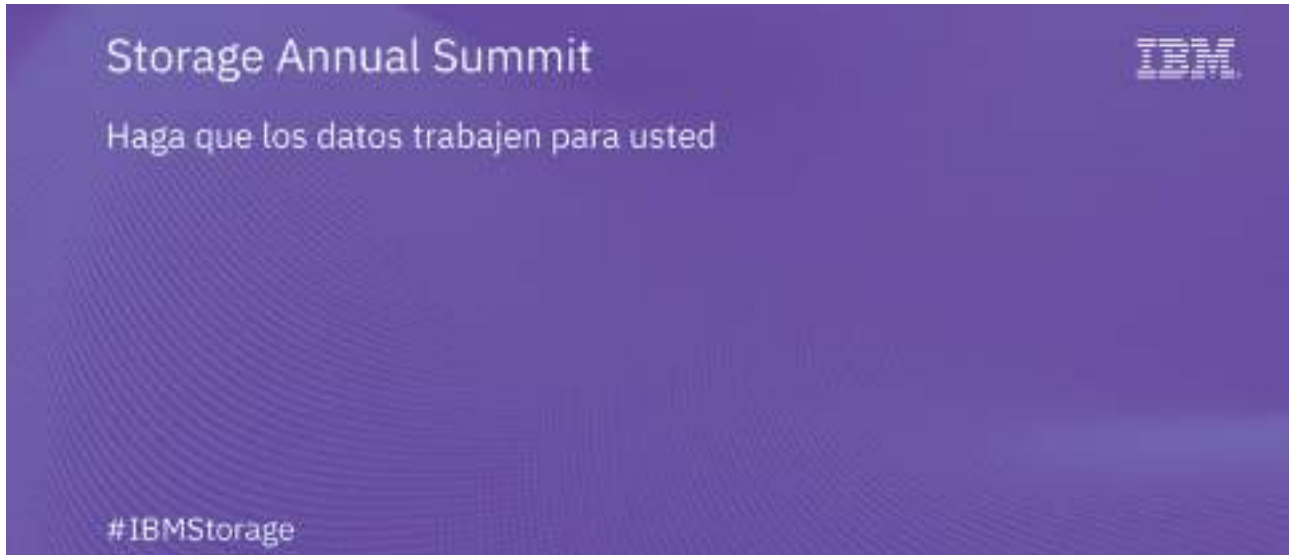 Storage Annual Summit
IBM
Haga que los datos trabajen para usted
#IBMStorage